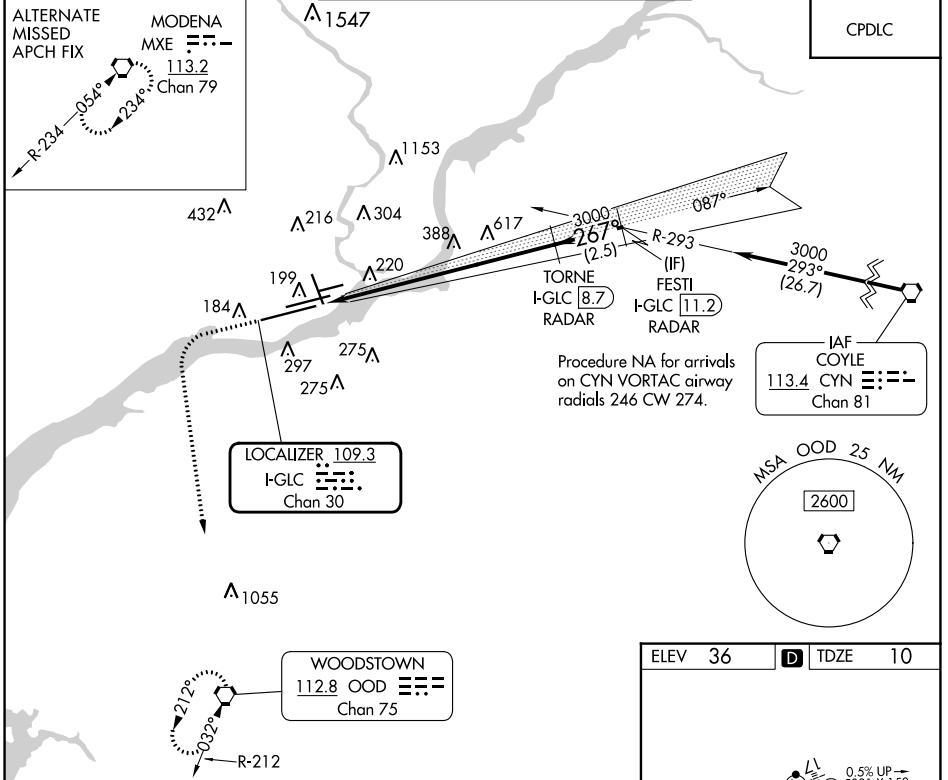 ALTERNATE
MISSED
APCH FIX
MODENA
MXE
113.2
Chan 79
054°
234°
R-234
1547
CPDLC
1153
432
216
304
388
617
199
220
184
297
275
275
3000
267°
(2.5)
087°
R-293
3000
293°
(26.7)
TORNE
I-GLC 8.7
RADAR
(IF)
FESTI
I-GLC 11.2
RADAR
Procedure NA for arrivals
on CYN VORTAC airway
radials 246 CW 274.
IAF
COYLE
113.4 CYN
Chan 81
LOCALIZER 109.3
I-GLC
Chan 30
MSA OOD 25 NM
2600
1055
WOODSTOWN
112.8 OOD
Chan 75
212°
032°
R-212
ELEV 36 D TDZE 10
0.5% UP